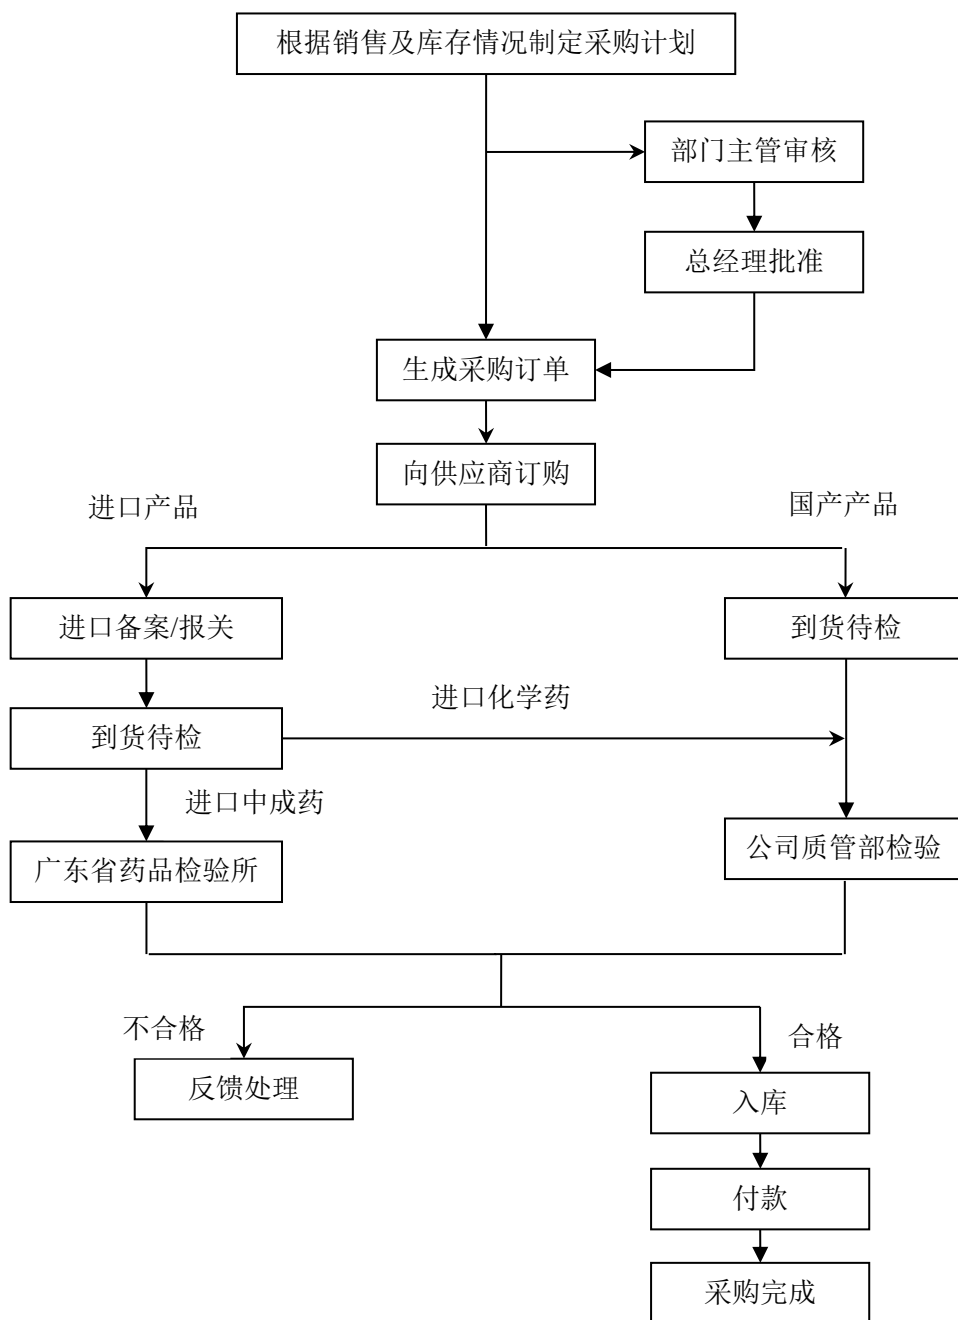 根据销售及库存情况制定采购计划
部门主管审核
总经理批准
生成采购订单
向供应商订购
进口产品
国产产品
进口备案/报关
到货待检
进口化学药
到货待检
进口中成药
广东省药品检验所
公司质管部检验
不合格
合格
反馈处理
入库
付款
采购完成